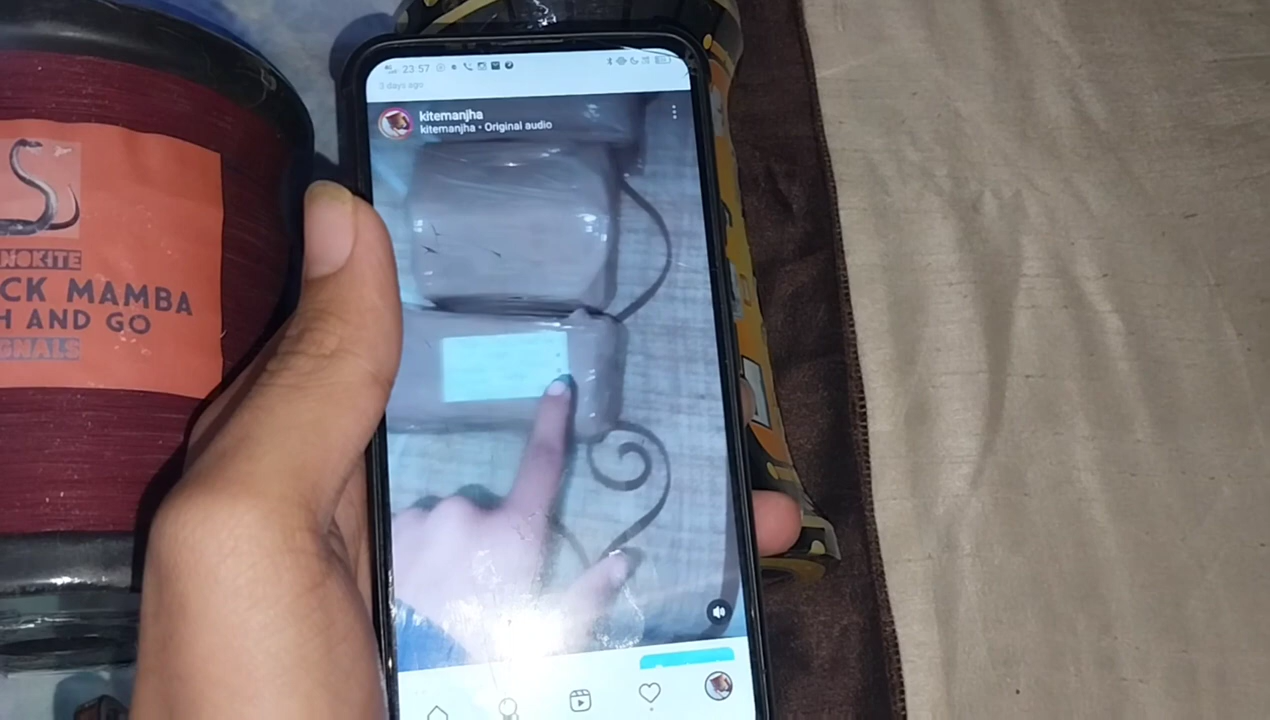 NOKITE
CK MAMBA
H AND GO
GNALS
23:57
3 days ago
kitemanjha
kitemanjha • Original audio